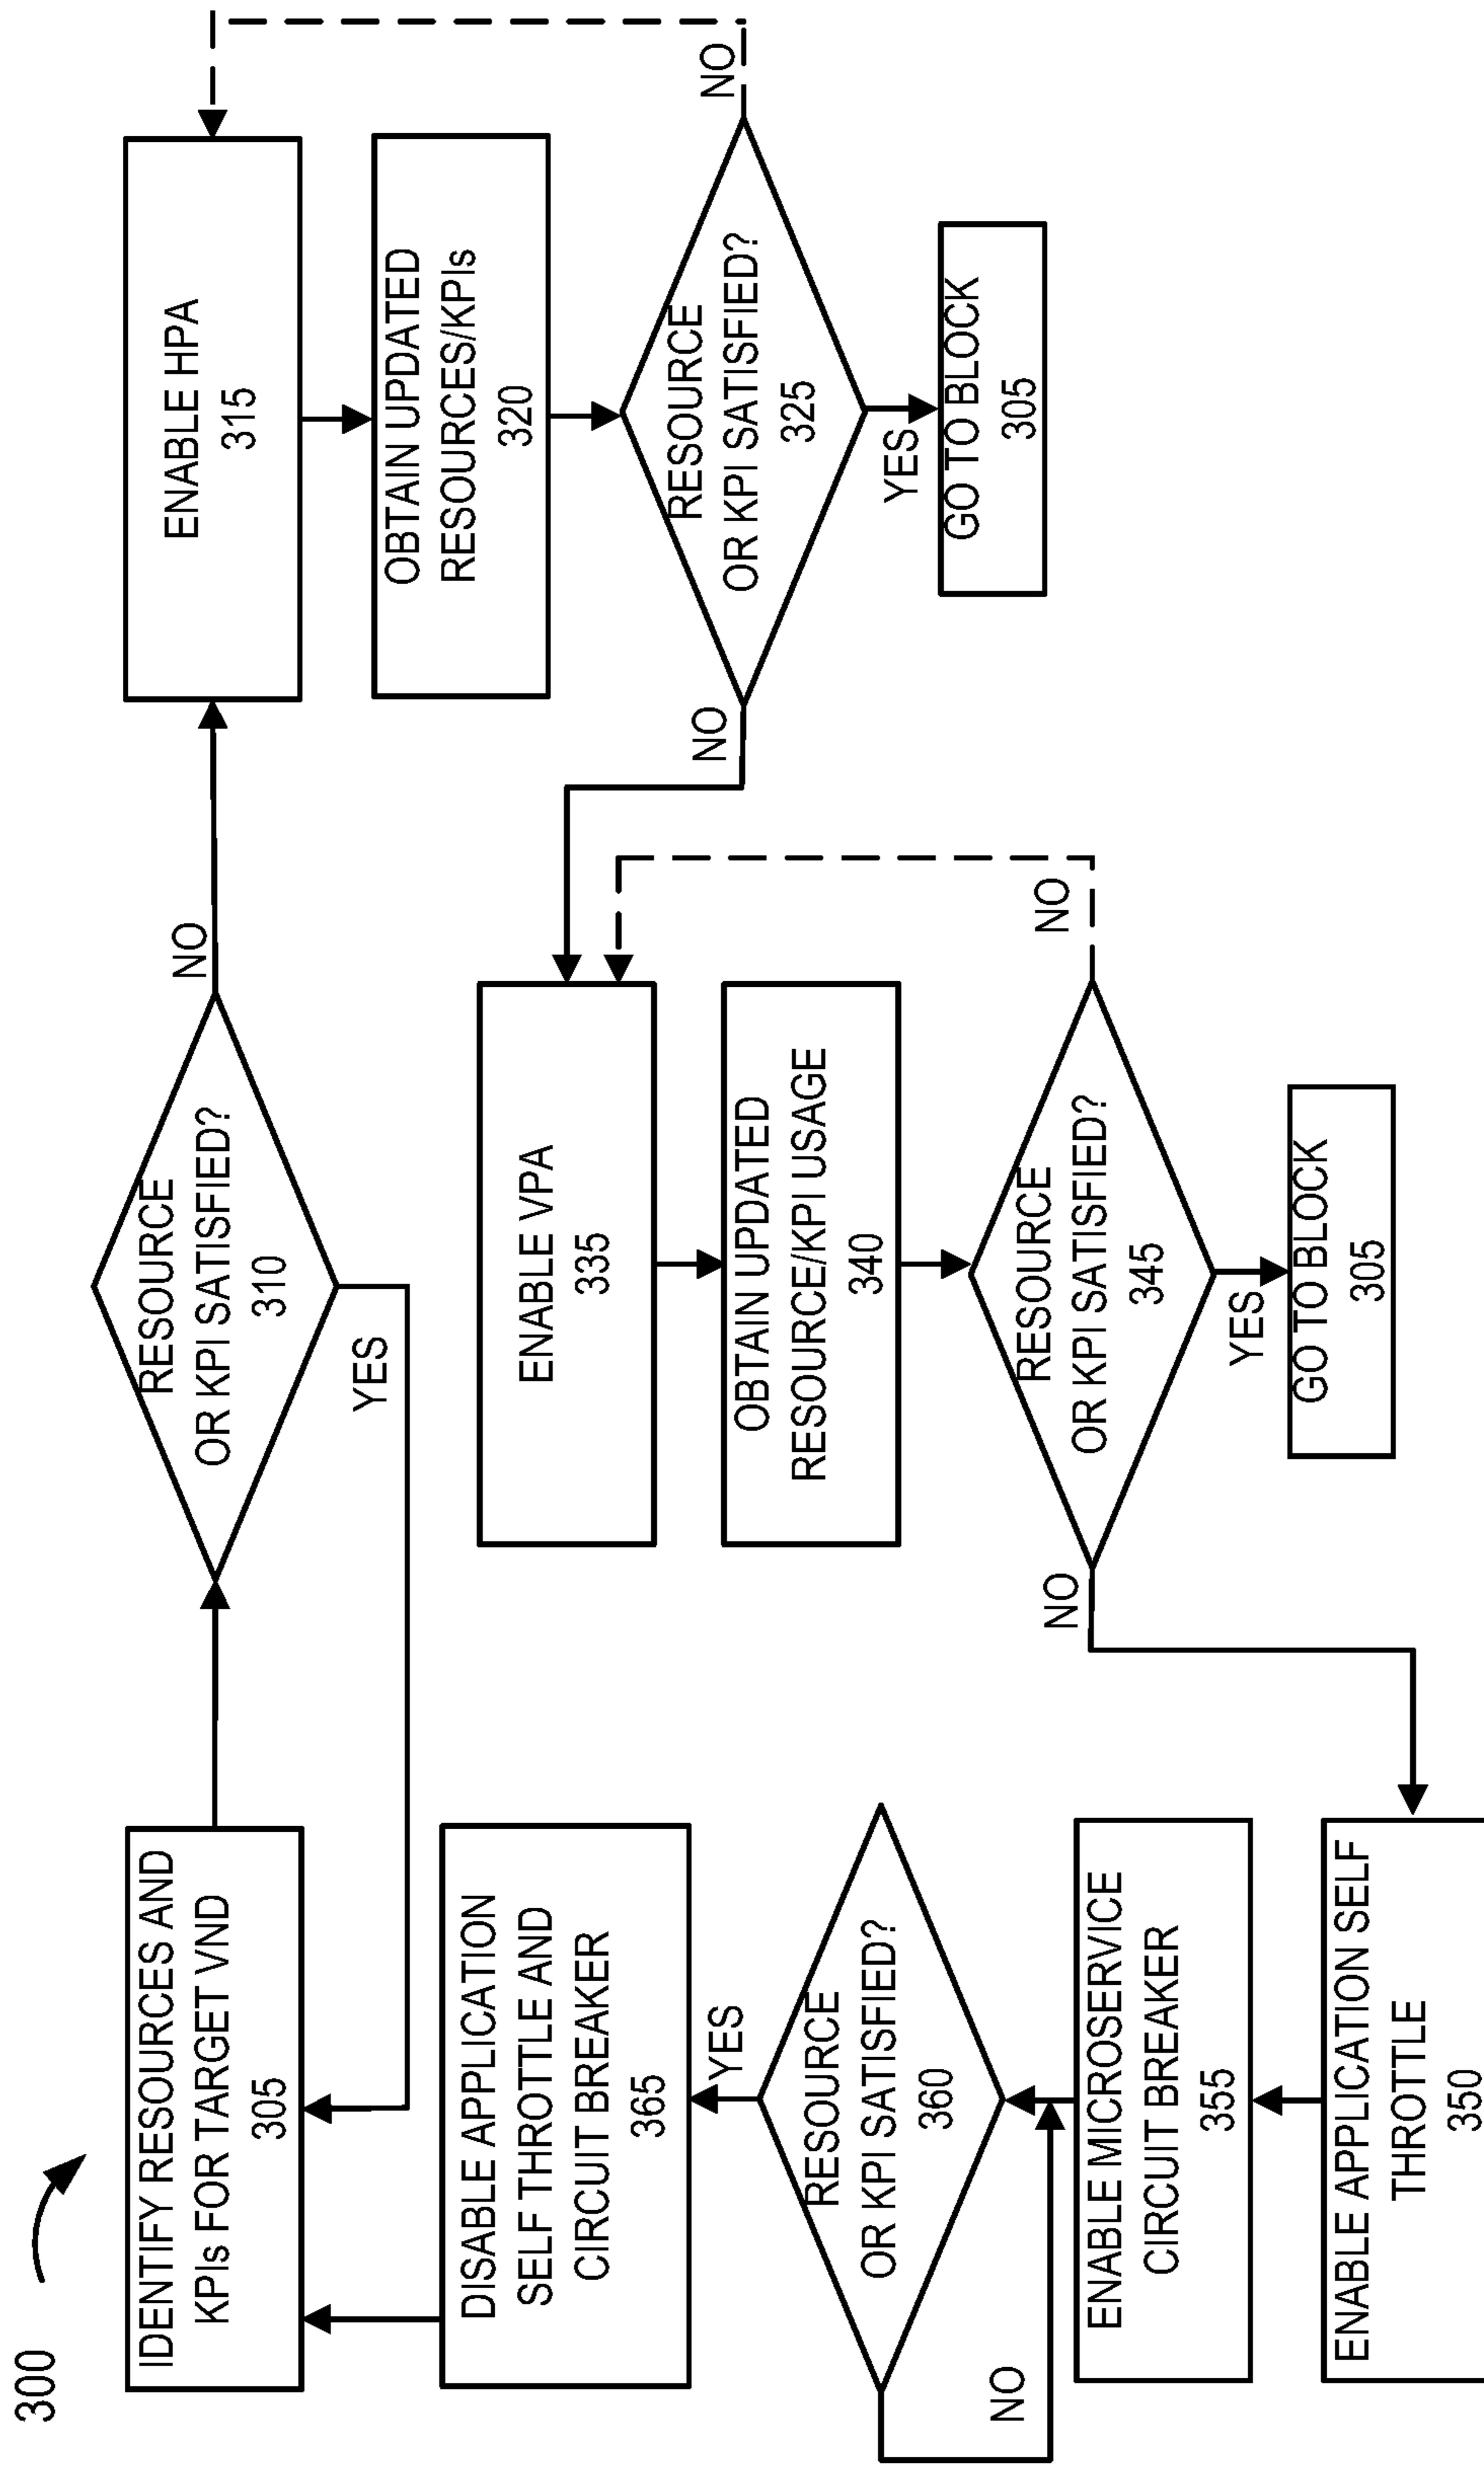 300
IDENTIFY RESOURCES AND
KPIs FOR TARGET VND
305
RESOURCE
OR KPI SATISFIED?
310
NO
YES
ENABLE HPA
315
OBTAIN UPDATED
RESOURCES/KPIs
320
RESOURCE
OR KPI SATISFIED?
325
NO
NO
YES
GO TO BLOCK
305
ENABLE VPA
335
OBTAIN UPDATED
RESOURCE/KPI USAGE
340
RESOURCE
OR KPI SATISFIED?
345
NO
NO
YES
GO TO BLOCK
305
ENABLE APPLICATION SELF
THROTTLE
350
ENABLE MICROSERVICE
CIRCUIT BREAKER
355
RESOURCE
OR KPI SATISFIED?
360
NO
YES
DISABLE APPLICATION
SELF THROTTLE AND
CIRCUIT BREAKER
365